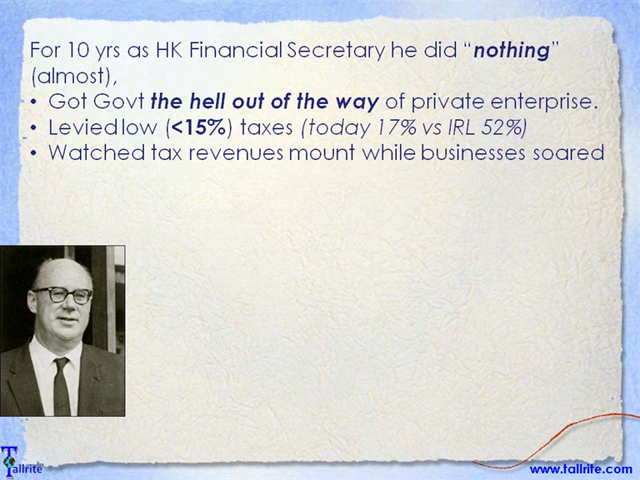 For 10 yrs as HK Financial Secretary he did “nothing”
(almost),
• Got Govt the hell out of the way of private enterprise.
• Levied low (<15%) taxes (today 17% vs IRL 52%)
• Watched tax revenues mount while businesses soared
Tallrite
www.tallrite.com